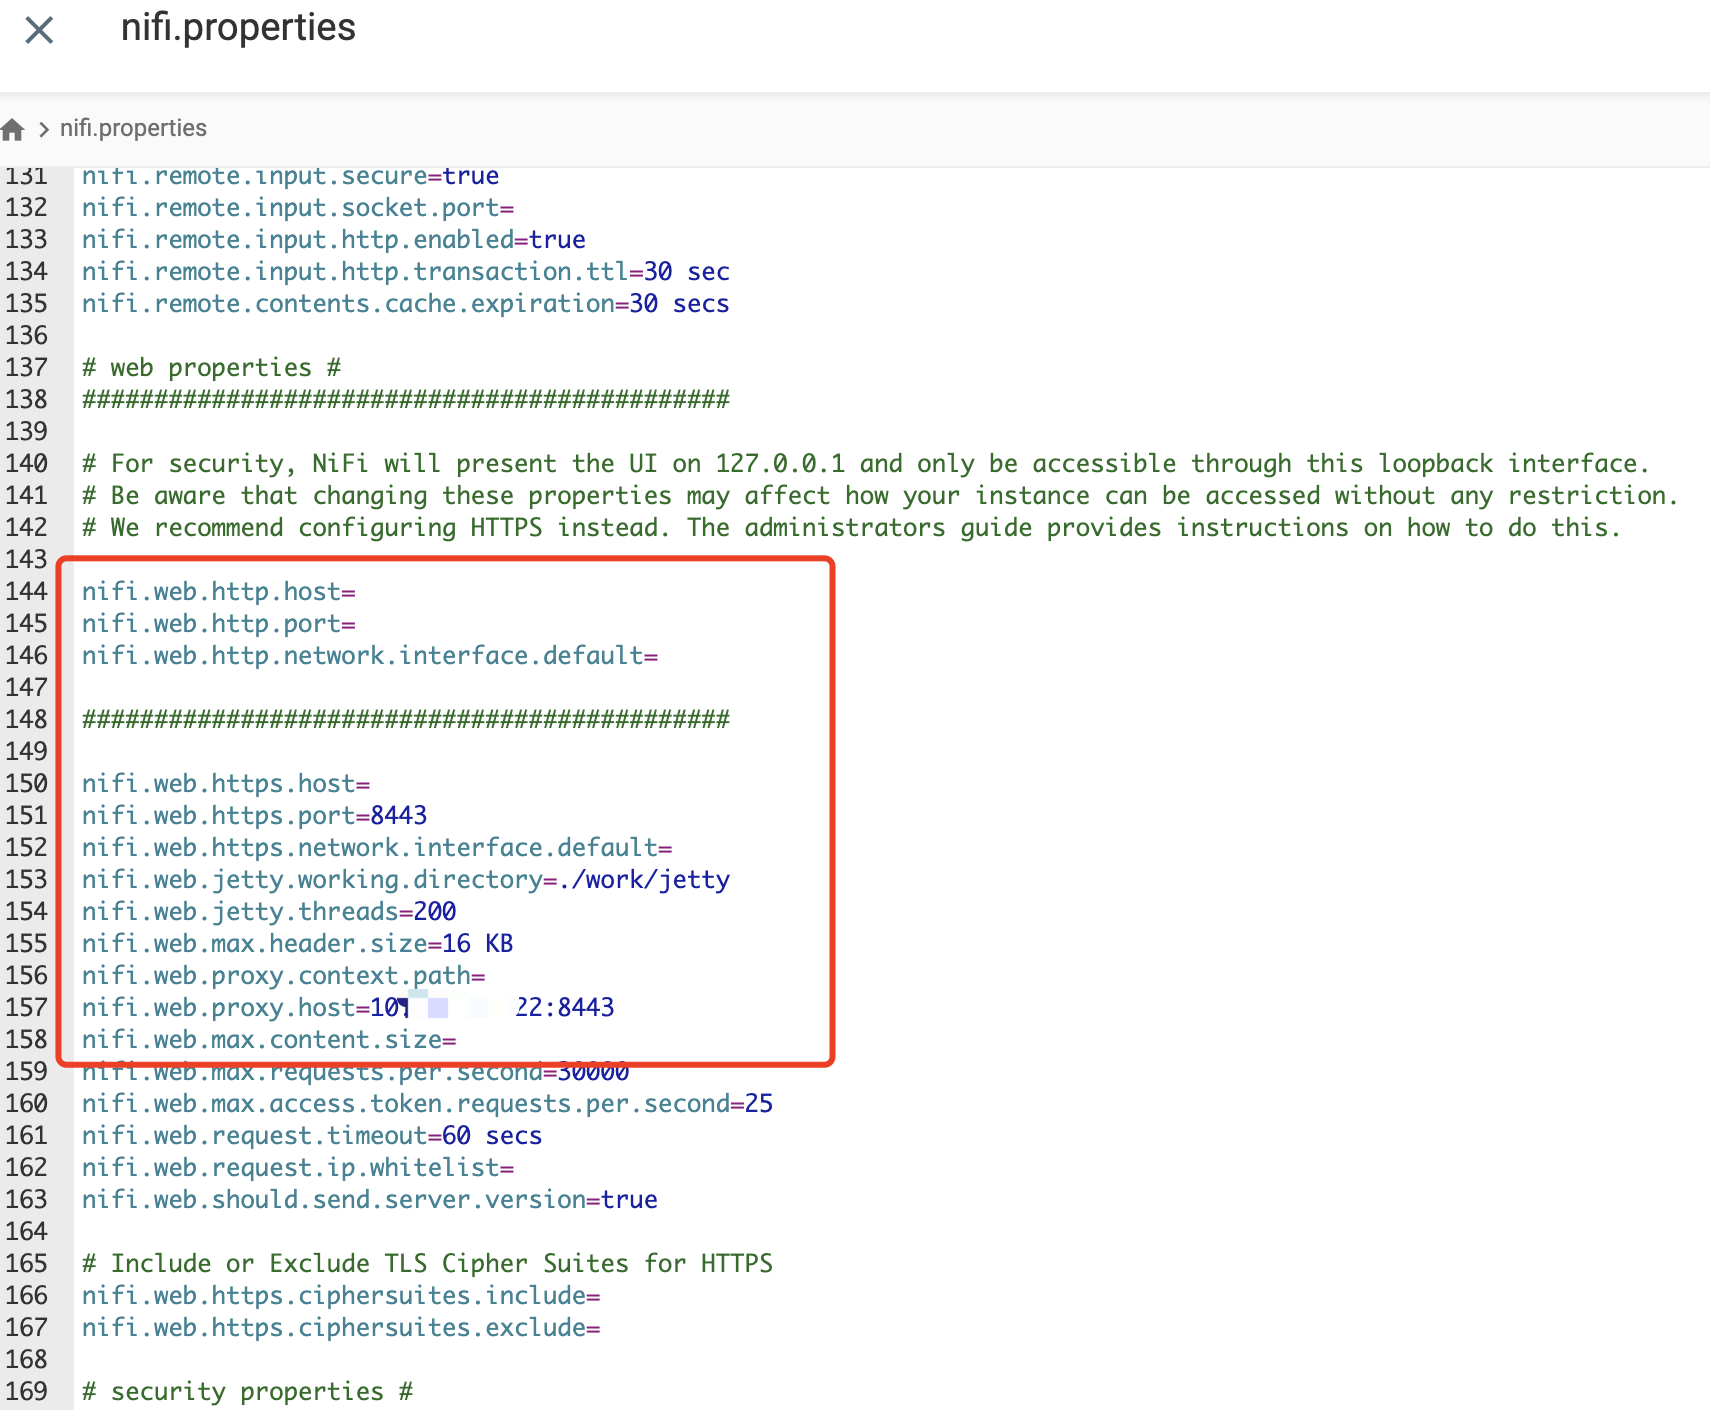 nifi.properties
nifi.properties
131 nifi.remote.input.secure=true
132 nifi.remote.input.socket.port=
133 nifi.remote.input.http.enabled=true
134 nifi.remote.input.http.transaction.ttl=30 sec
135 nifi.remote.contents.cache.expiration=30 secs
136
137 # web properties #
138 #############################################
139
140 # For security, NiFi will present the UI on 127.0.0.1 and only be accessible through this loopback interface.
141 # Be aware that changing these properties may affect how your instance can be accessed without any restriction.
142 # We recommend configuring HTTPS instead. The administrators guide provides instructions on how to do this.
143
144 nifi.web.http.host=
145 nifi.web.http.port=
146 nifi.web.http.network.interface.default=
147
148 #############################################
149
150 nifi.web.https.host=
151 nifi.web.https.port=8443
152 nifi.web.https.network.interface.default=
153 nifi.web.jetty.working.directory=./work/jetty
154 nifi.web.jetty.threads=200
155 nifi.web.max.header.size=16 KB
156 nifi.web.proxy.context.path=
157 nifi.web.proxy.host=10 22:8443
158 nifi.web.max.content.size=
159 nifi.web.max.requests.per.second=30000
160 nifi.web.max.access.token.requests.per.second=25
161 nifi.web.request.timeout=60 secs
162 nifi.web.request.ip.whitelist=
163 nifi.web.should.send.server.version=true
164
165 # Include or Exclude TLS Cipher Suites for HTTPS
166 nifi.web.https.ciphersuites.include=
167 nifi.web.https.ciphersuites.exclude=
168
169 # security properties #